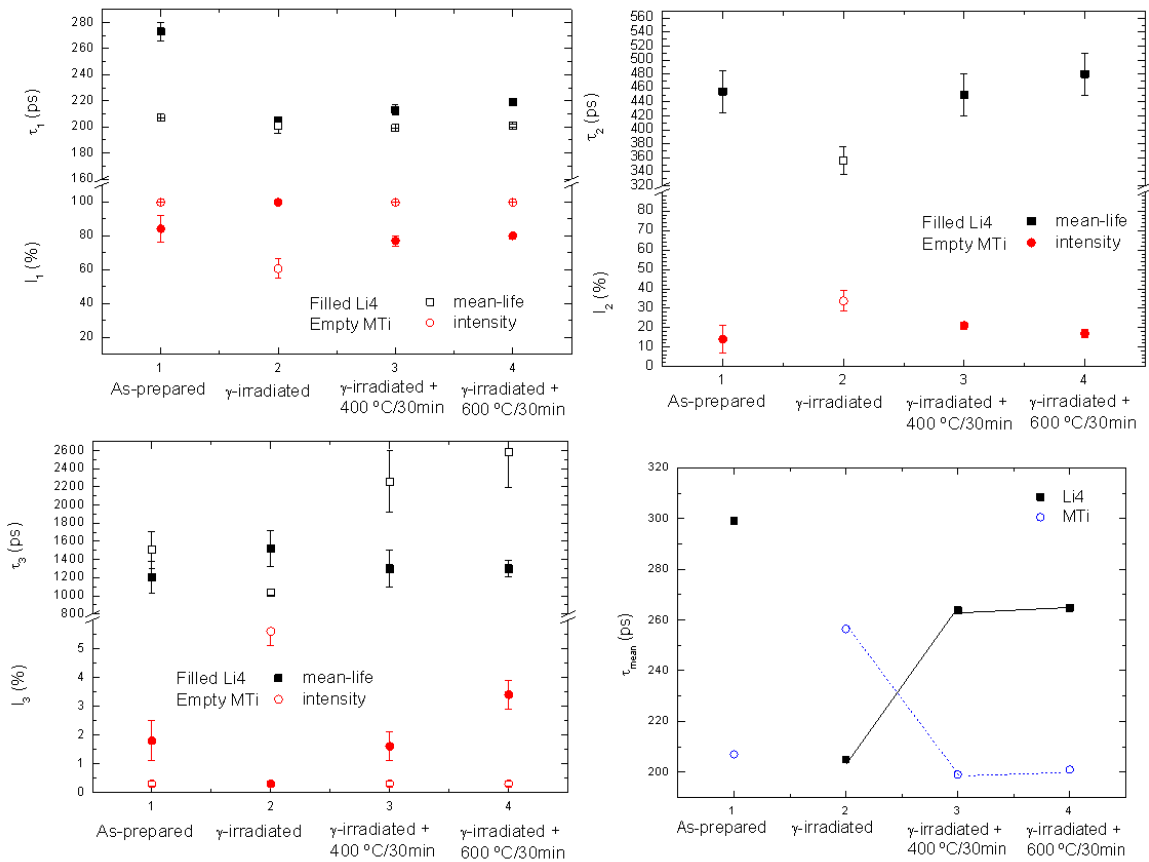 280
260
240
220
200
180
τ1 (ps)
100
80
60
40
20
I1 (%)
Filled Li4 mean-life
Empty MTi intensity
1 2 3 4
As-prepared γ-irradiated γ-irradiated + γ-irradiated +
400 ºC/30min 600 ºC/30min
560
540
520
500
480
460
440
420
400
380
360
340
320
τ2 (ps)
80
70
60
50
40
30
20
10
0
I2 (%)
Filled Li4 mean-life
Empty MTi intensity
1 2 3 4
As-prepared γ-irradiated γ-irradiated + γ-irradiated +
400 ºC/30min 600 ºC/30min
2600
2400
2200
2000
1800
1600
1400
1200
1000
800
τ3 (ps)
5
4
3
2
1
0
I3 (%)
Filled Li4 mean-life
Empty MTi intensity
1 2 3 4
As-prepared γ-irradiated γ-irradiated + γ-irradiated +
400 ºC/30min 600 ºC/30min
320
300
280
260
240
220
200
τmean (ps)
Li4
MTi
1 2 3 4
As-prepared γ-irradiated γ-irradiated + γ-irradiated +
400 ºC/30min 600 ºC/30min